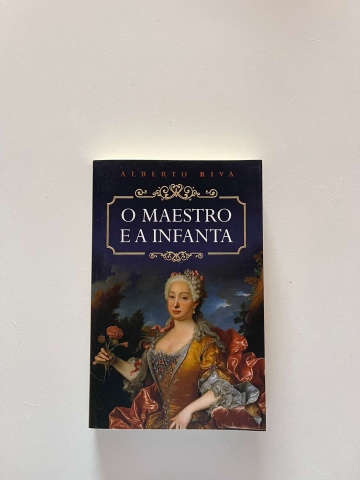 ALBERTO RIVA
O MAESTRO
E A INFANTA